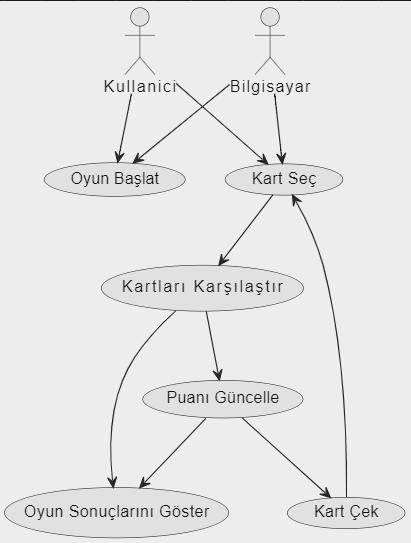 Kullanici
Bilgisayar
Oyun Başlat
Kart Seç
Kartları Karşılaştır
Puanı Güncelle
Oyun Sonuçlarını Göster
Kart Çek